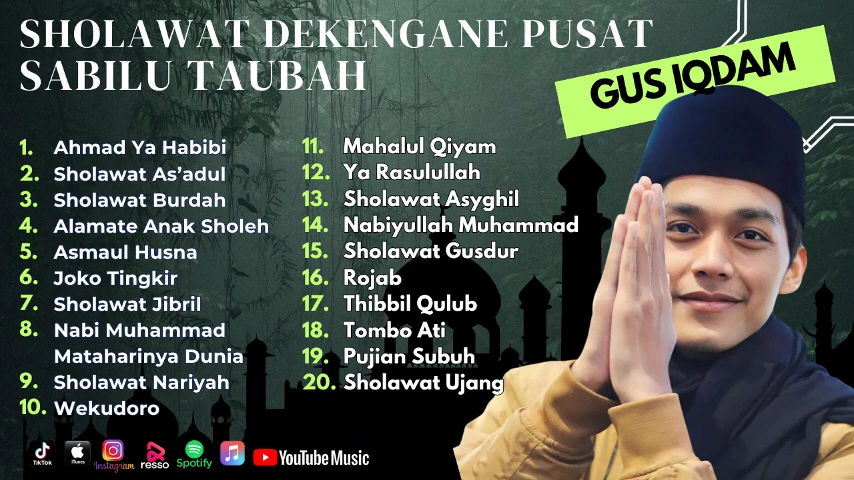 SHOLAWAT DEKENGANE PUSAT
SABILU TAUBAH
GUS IQDAM
1. Ahmad Ya Habibi
2. Sholawat As'adul
3. Sholawat Burdah
4. Alamate Anak Sholeh
5. Asmaul Husna
6. Joko Tingkir
7. Sholawat Jibril
8. Nabi Muhammad
Mataharinya Dunia
9. Sholawat Nariyah
10. Wekudoro
11. Mahalul Qiyam
12. Ya Rasulullah
13. Sholawat Asyghil
14. Nabiyullah Muhammad
15. Sholawat Gusdur
16. Rojab
17. Thibbil Qulub
18. Tombo Ati
19. Pujian Subuh
20. Sholawat Ujang
TikTok
iTunes
Instagram
resso
Spotify
YouTube Music